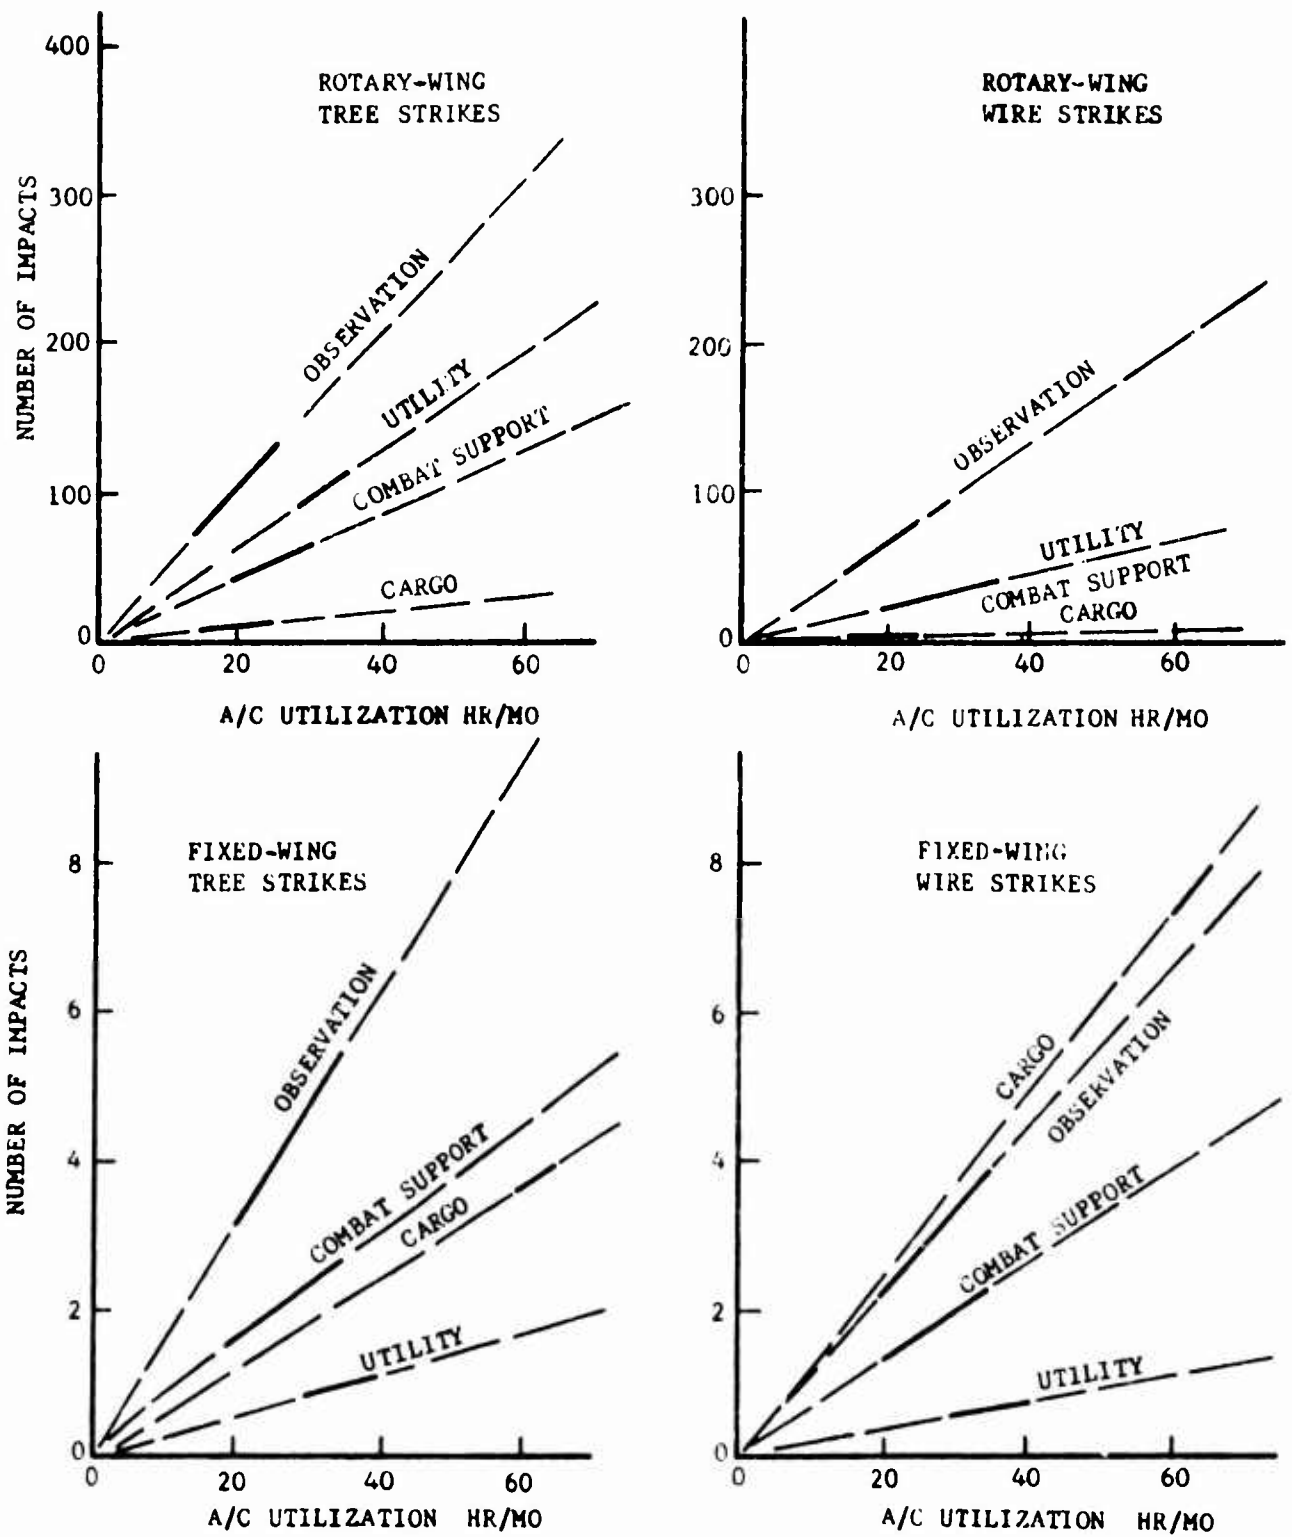 400
300
200
100
0
NUMBER OF IMPACTS
ROTARY-WING
TREE STRIKES
OBSERVATION
UTILITY
COMBAT SUPPORT
CARGO
0 20 40 60
A/C UTILIZATION HR/MO
300
200
100
0
ROTARY-WING
WIRE STRIKES
OBSERVATION
UTILITY
COMBAT SUPPORT
CARGO
0 20 40 60
A/C UTILIZATION HR/MO
8
6
4
2
0
NUMBER OF IMPACTS
FIXED-WING
TREE STRIKES
OBSERVATION
COMBAT SUPPORT
CARGO
UTILITY
0 20 40 60
A/C UTILIZATION HR/MO
8
6
4
2
0
FIXED-WING
WIRE STRIKES
CARGO
OBSERVATION
COMBAT SUPPORT
UTILITY
0 20 40 60
A/C UTILIZATION HR/MO